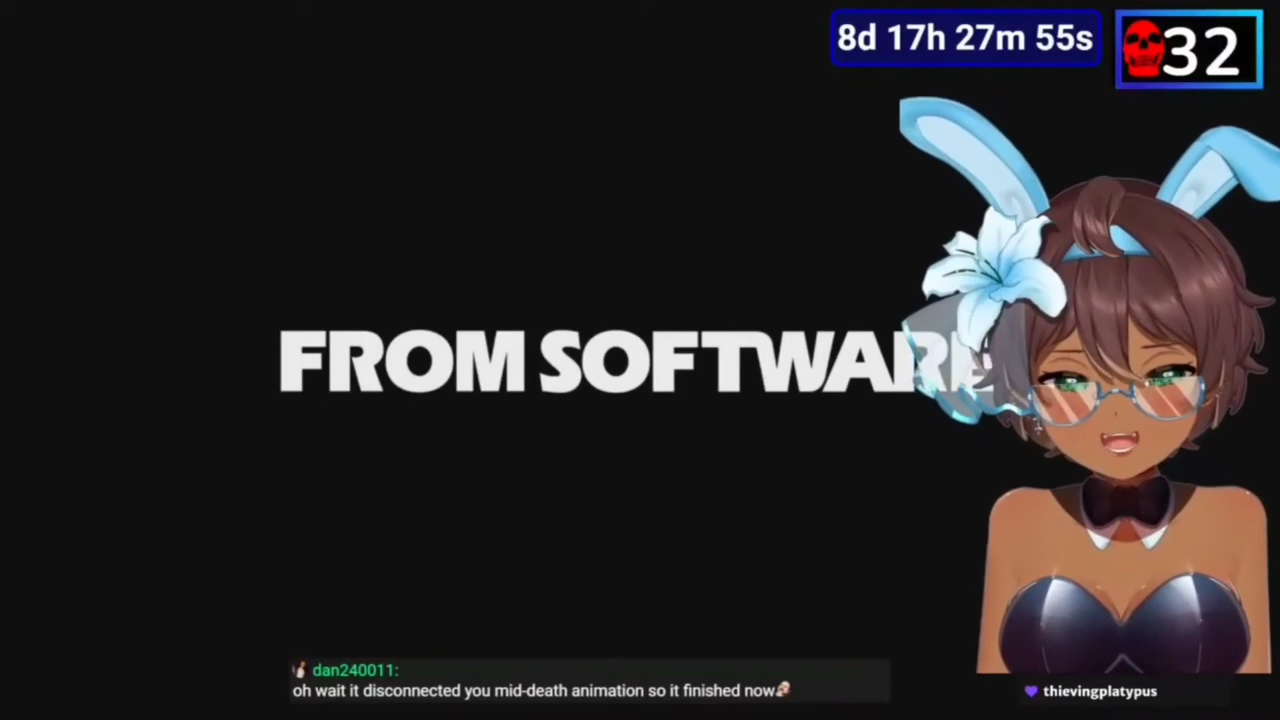 8d 17h 27m 55s
32
FROM SOFTWARE
dan240011:
oh wait it disconnected you mid-death animation so it finished now
thievingplatypus